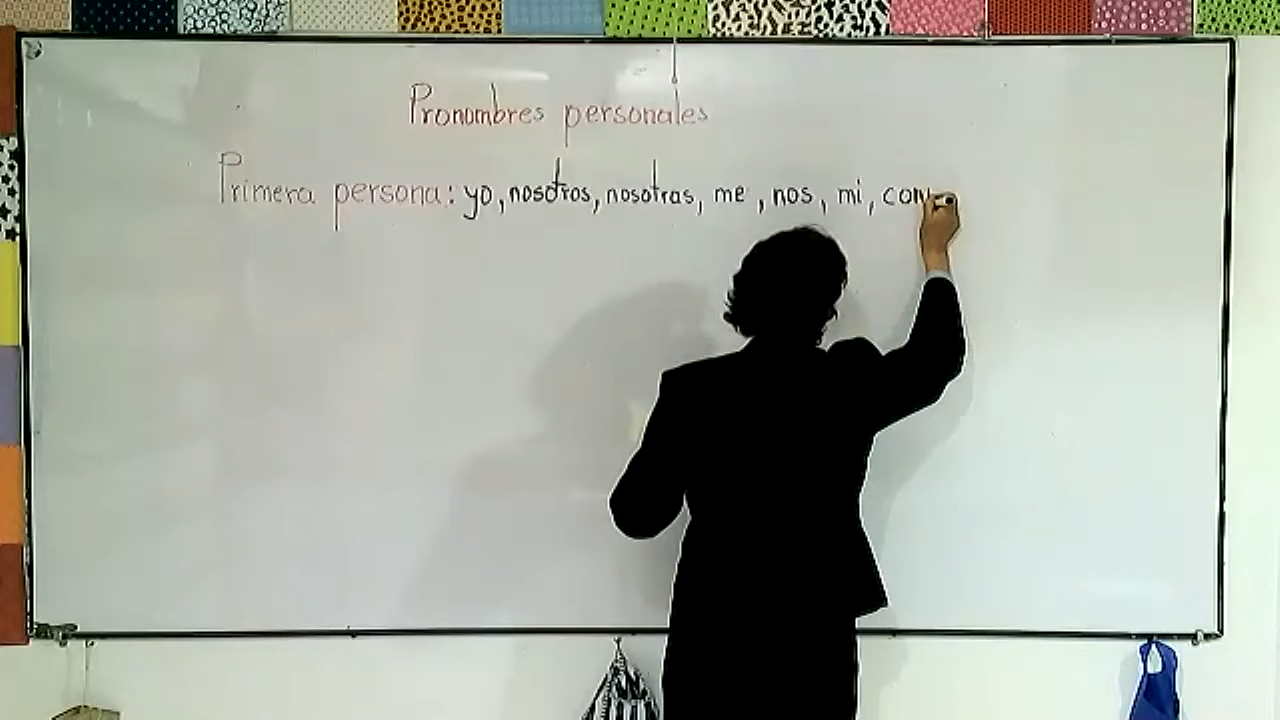 Pronombres personales
Primera persona: yo, nosotros, nosotras, me, nos, mi, con